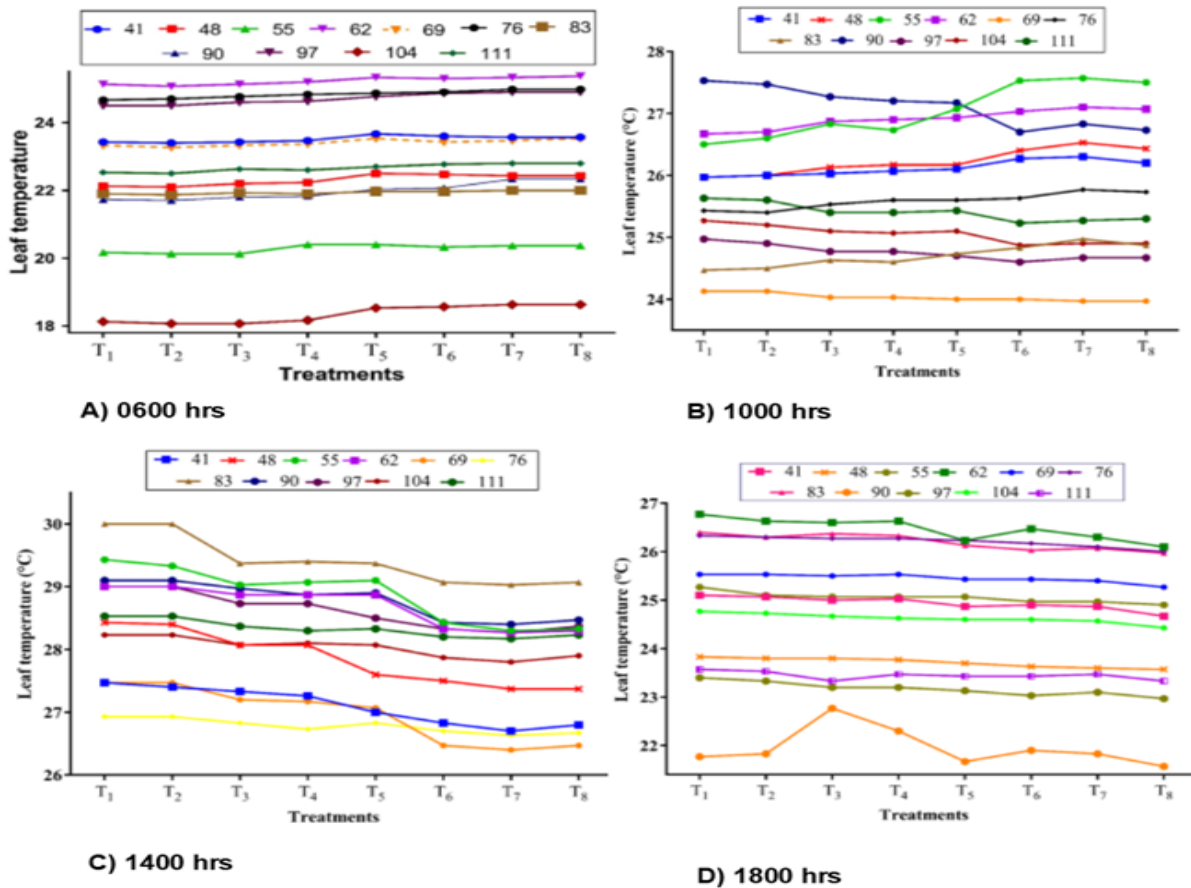 41 48 55 62 69 76 83
90 97 104 111
Leaf temperature
24
22
20
18
T1 T2 T3 T4 T5 T6 T7 T8
Treatments
A) 0600 hrs
41 48 55 62 69 76
83 90 97 104 111
Leaf temperature (°C)
28
27
26
25
24
T1 T2 T3 T4 T5 T6 T7 T8
Treatments
B) 1000 hrs
41 48 55 62 69 76
83 90 97 104 111
Leaf temperature (°C)
30
29
28
27
26
T1 T2 T3 T4 T5 T6 T7 T8
Treatments
C) 1400 hrs
41 48 55 62 69 76
83 90 97 104 111
Leaf temperature (°C)
27
26
25
24
23
22
T1 T2 T3 T4 T5 T6 T7 T8
Treatments
D) 1800 hrs